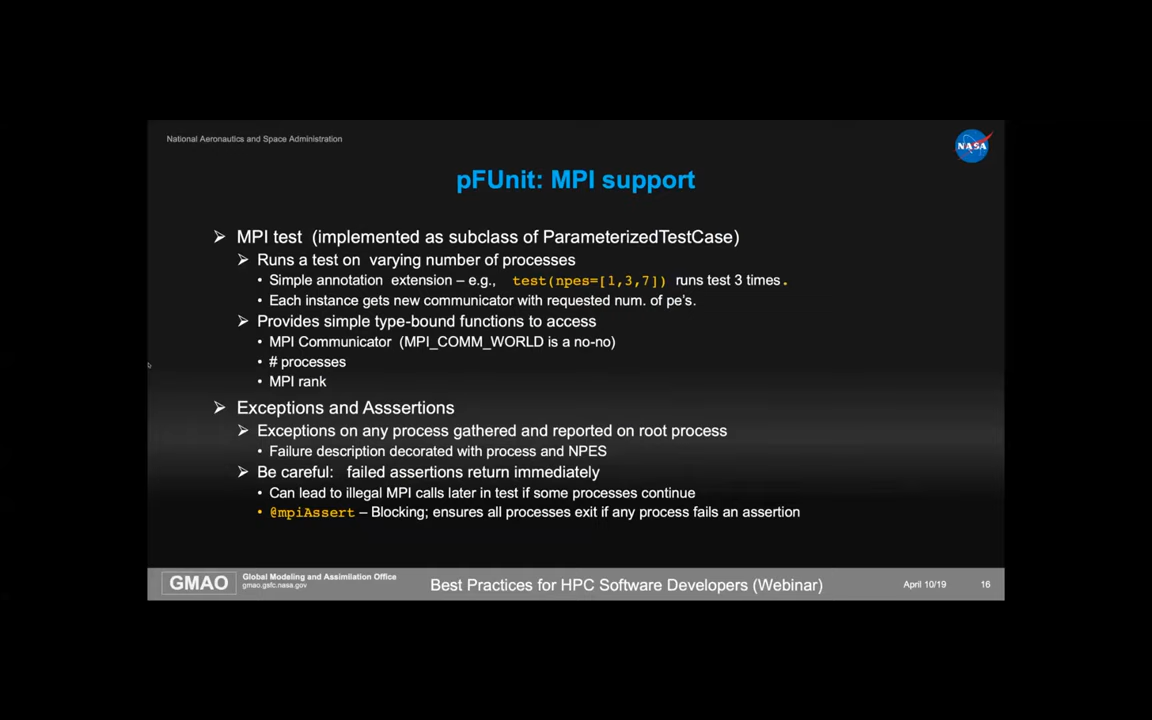 National Aeronautics and Space Administration
NASA
pFUnit: MPI support
➢ MPI test (implemented as subclass of ParameterizedTestCase)
➢ Runs a test on varying number of processes
• Simple annotation extension – e.g., test(npes=[1,3,7]) runs test 3 times.
• Each instance gets new communicator with requested num. of pe's.
➢ Provides simple type-bound functions to access
• MPI Communicator (MPI_COMM_WORLD is a no-no)
• # processes
• MPI rank
➢ Exceptions and Asssertions
➢ Exceptions on any process gathered and reported on root process
• Failure description decorated with process and NPES
➢ Be careful: failed assertions return immediately
• Can lead to illegal MPI calls later in test if some processes continue
• @mpiAssert – Blocking; ensures all processes exit if any process fails an assertion
GMAO
Global Modeling and Assimilation Office
gmao.gsfc.nasa.gov
Best Practices for HPC Software Developers (Webinar)
April 10/19
16